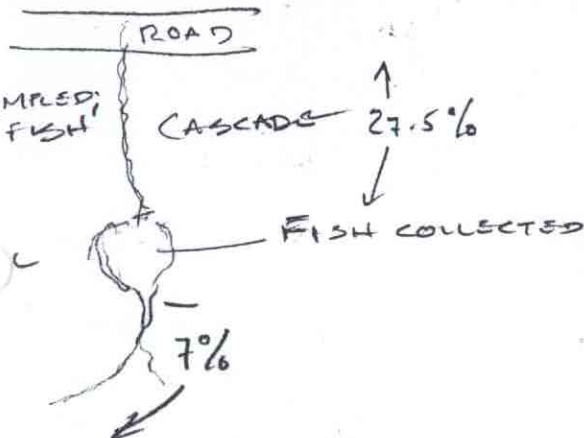 ROAD
MPLED;
FISH
CASCADE 27.5%
FISH COLLECTED
7%